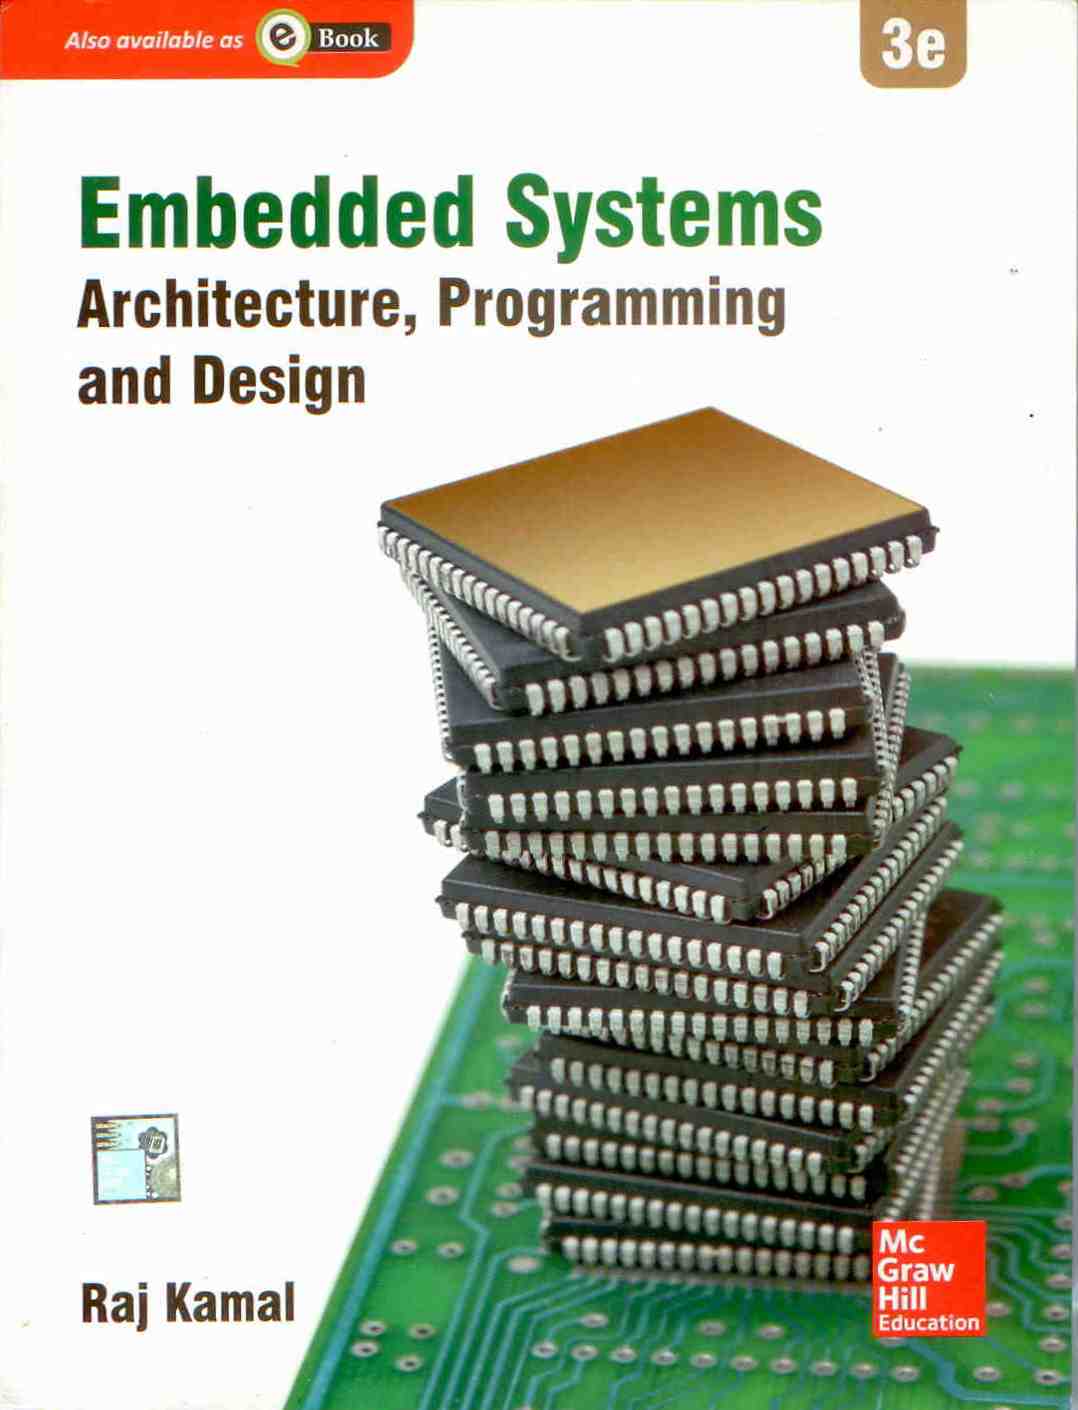 Also available as e Book
3e
Embedded Systems
Architecture, Programming
and Design
Raj Kamal
Mc
Graw
Hill
Education